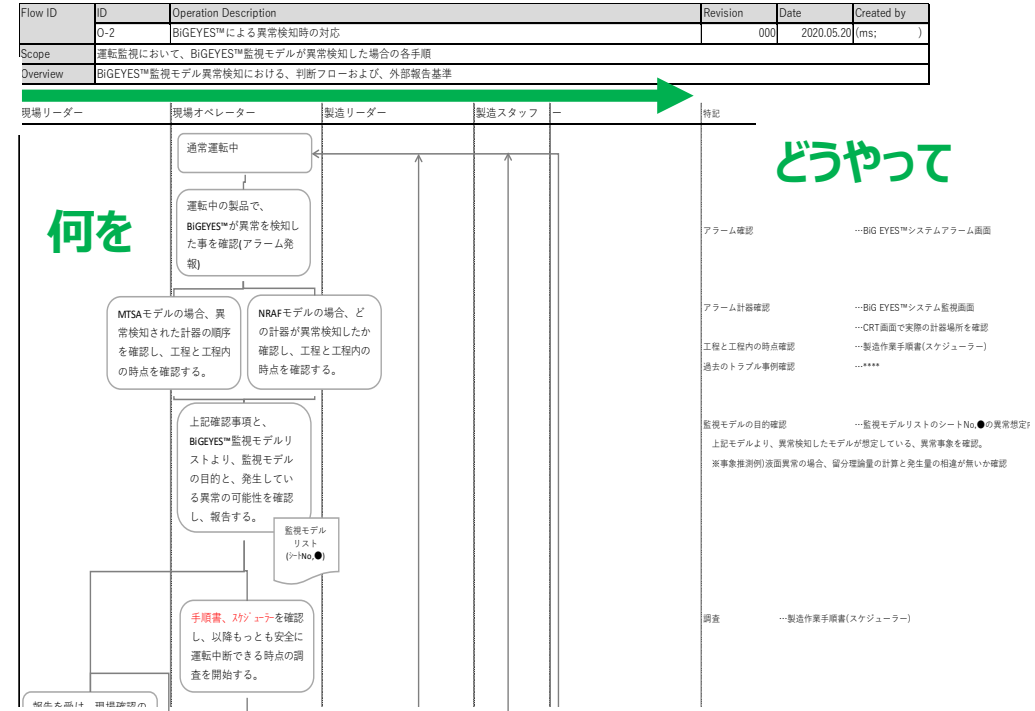 Flow ID ID Operation Description Revision Date Created by
O-2 BiGEYES™による異常検知時の対応 000 2020.05.20 (ms; )
Scope 運転監視において、BiGEYES™監視モデルが異常検知した場合の各手順
Overview BiGEYES™監視モデル異常検知における、判断フローおよび、外部報告基準
現場リーダー 現場オペレーター 製造リーダー 製造スタッフ ー 特記
通常運転中
どうやって
何を
運転中の製品で、
BiGEYES™が異常を検知し
た事を確認(アラーム発
報)
アラーム確認 …BiG EYES™システムアラーム画面
MTSAモデルの場合、異
常検知された計器の順序
を確認し、工程と工程内
の時点を確認する。
NRAFモデルの場合、ど
の計器が異常検知したか
確認し、工程と工程内の
時点を確認する。
アラーム計器確認 …BiG EYES™システム監視画面
…CRT画面で実際の計器場所を確認
工程と工程内の時点確認 …製造作業手順書(スケジューラー)
過去のトラブル事例確認 …****
上記確認事項と、
BiGEYES™監視モデルリ
ストより、監視モデル
の目的と、発生してい
る異常の可能性を確認
し、報告する。
監視モデル
リスト
(ｼｰﾄNo,●)
監視モデルの目的確認 …監視モデルリストのシートNo,●の異常想定
上記モデルより、異常検知したモデルが想定している、異常事象を確認。
※事象推測例)液面異常の場合、留分理論量の計算と発生量の相違が無いか確認
手順書、ｽｹｼﾞｭｰﾗｰを確認
し、以降もっとも安全に
運転中断できる時点の調
査を開始する。
調査 …製造作業手順書(スケジューラー)
報告を受け、現場確認の